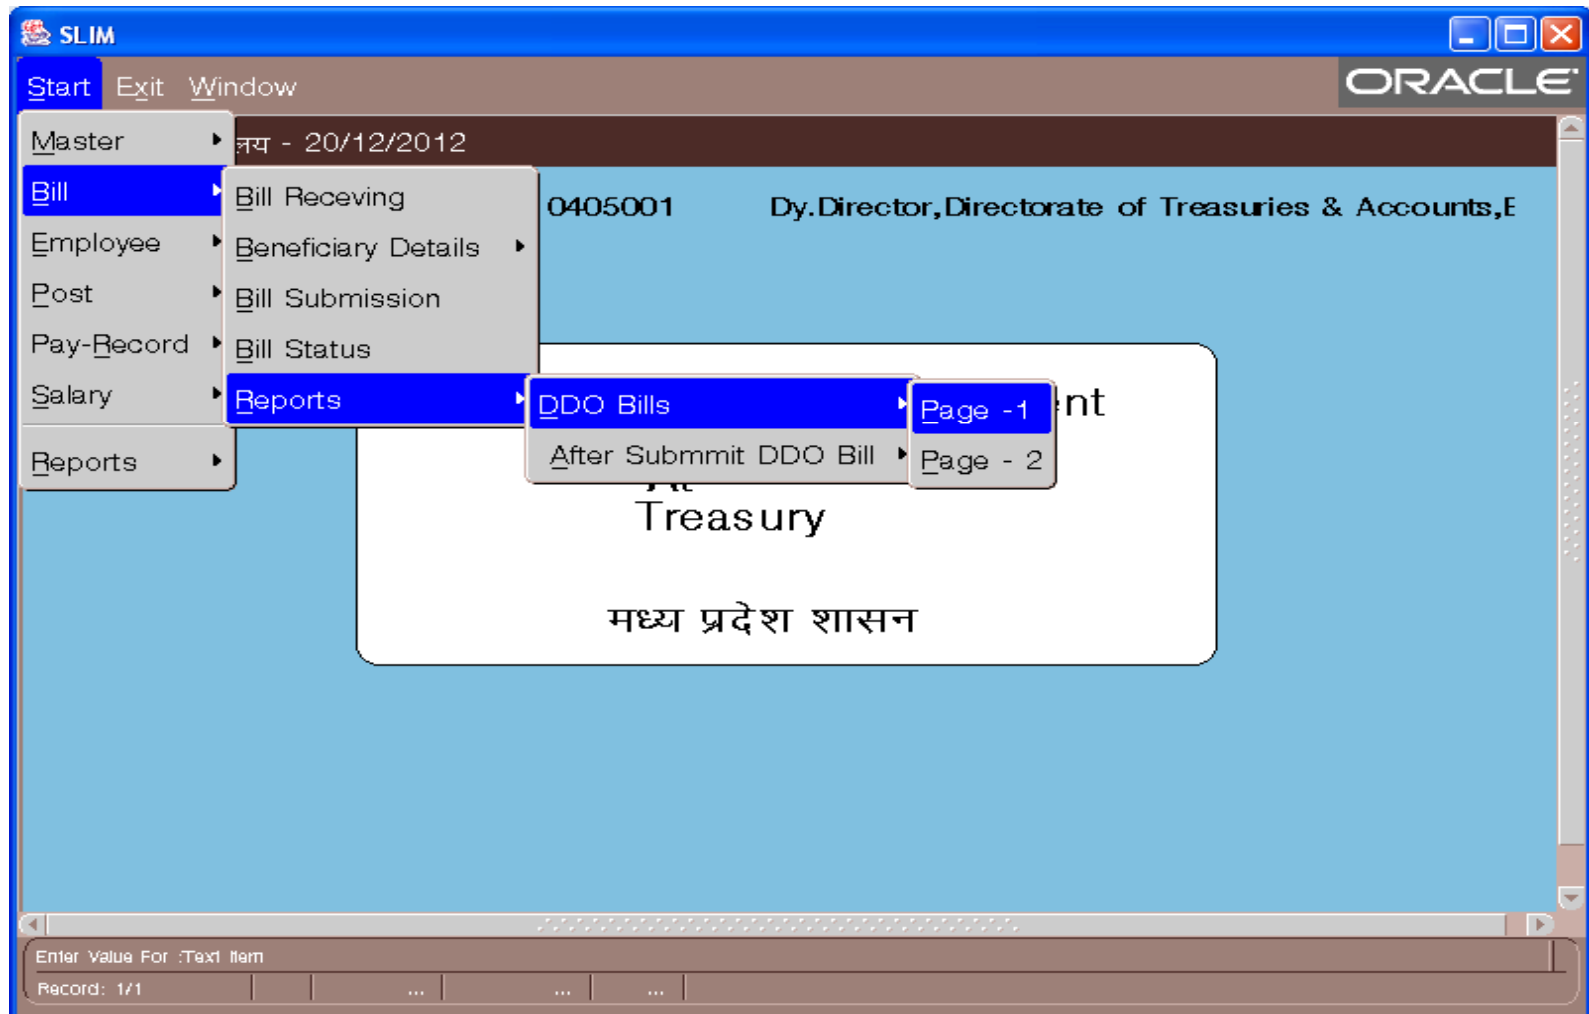 SLIM
Start Exit Window
ORACLE
Master
Bill
Employee
Post
Pay-Record
Salary
Reports
- 20/12/2012
Bill Receving
Beneficiary Details
Bill Submission
Bill Status
Reports
0405001 Dy.Director,Directorate of Treasuries & Accounts,E
DDO Bills
After Submmit DDO Bill
Page -1
Page - 2
nt
Treasury
मध्य प्रदेश शासन
Enter Value For :Text Item
Record: 1/1 ... ... ...